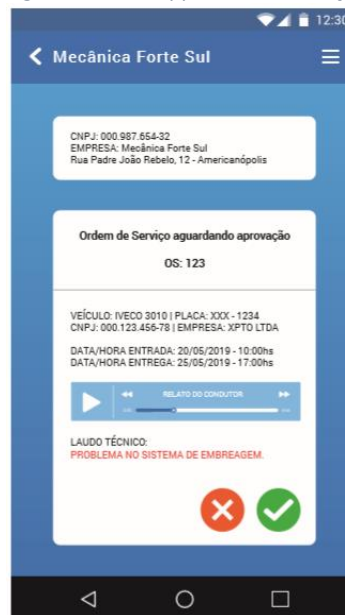 12:30
Mecânica Forte Sul
CNPJ: 000.987.654-32
EMPRESA: Mecânica Forte Sul
Rua Padre João Rebelo, 12 - Americanópolis
Ordem de Serviço aguardando aprovação
OS: 123
VEÍCULO: IVECO 3010 | PLACA: XXX - 1234
CNPJ: 000.123.456-78 | EMPRESA: XPTO LTDA
DATA/HORA ENTRADA: 20/05/2019 - 10:00hs
DATA/HORA ENTREGA: 25/05/2019 - 17:00hs
RELATO DO CONDUTOR
LAUDO TÉCNICO:
PROBLEMA NO SISTEMA DE EMBREAGEM.